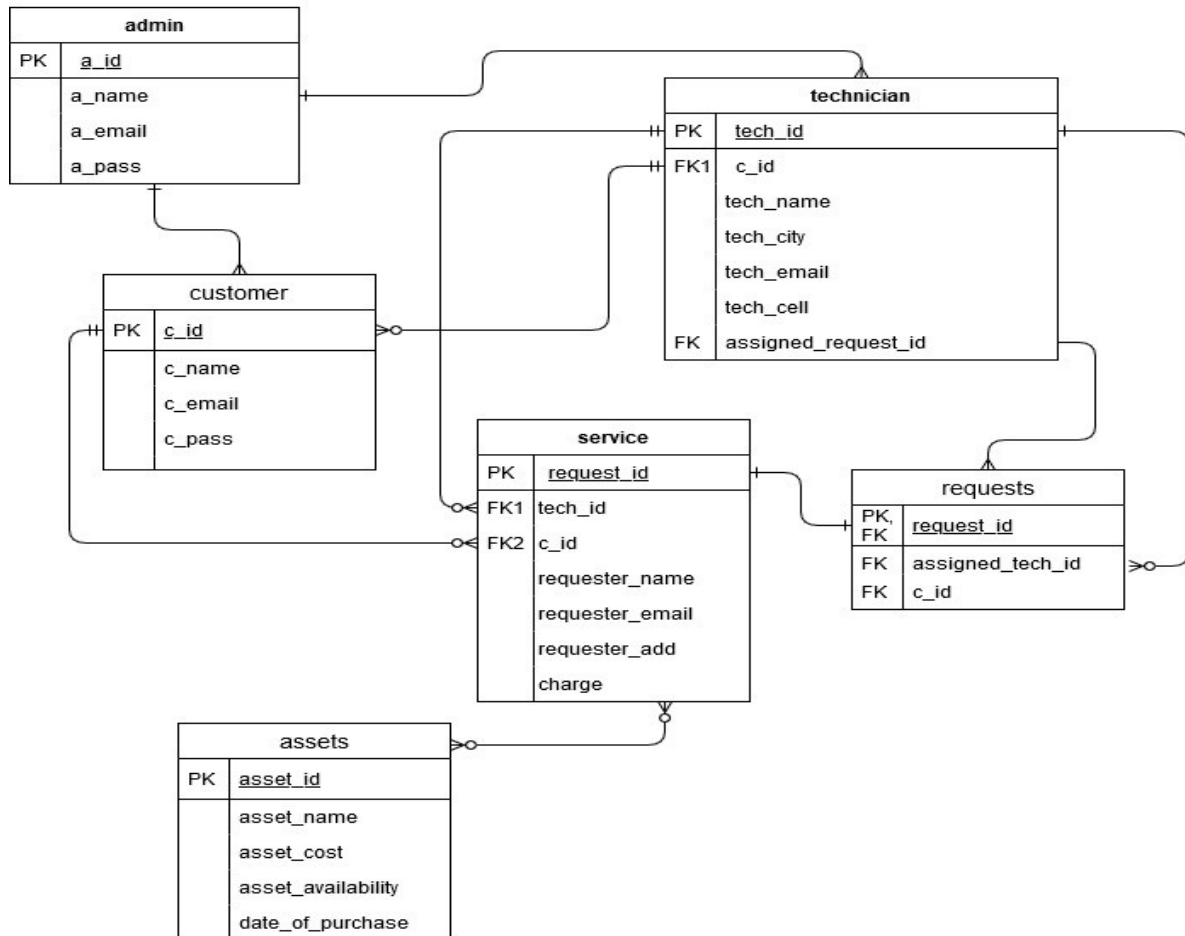 admin
PK a_id
a_name
a_email
a_pass
technician
PK tech_id
FK1 c_id
tech_name
tech_city
tech_email
tech_cell
FK assigned_request_id
customer
PK c_id
c_name
c_email
c_pass
service
PK request_id
FK1 tech_id
FK2 c_id
requester_name
requester_email
requester_add
charge
requests
PK,
FK request_id
FK assigned_tech_id
FK c_id
assets
PK asset_id
asset_name
asset_cost
asset_availability
date_of_purchase